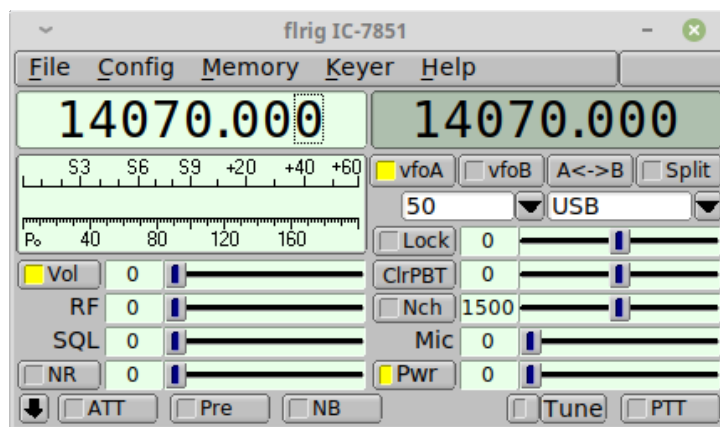 flrig IC-7851
File Config Memory Keyer Help
14070.000 14070.000
S3 S6 S9 +20 +40 +60
vfoA vfoB A<->B Split
50 USB
Po 40 80 120 160
Lock 0
Vol 0 ClrPBT 0
RF 0 Nch 1500
SQL 0 Mic 0
NR 0 Pwr 0
ATT Pre NB Tune PTT